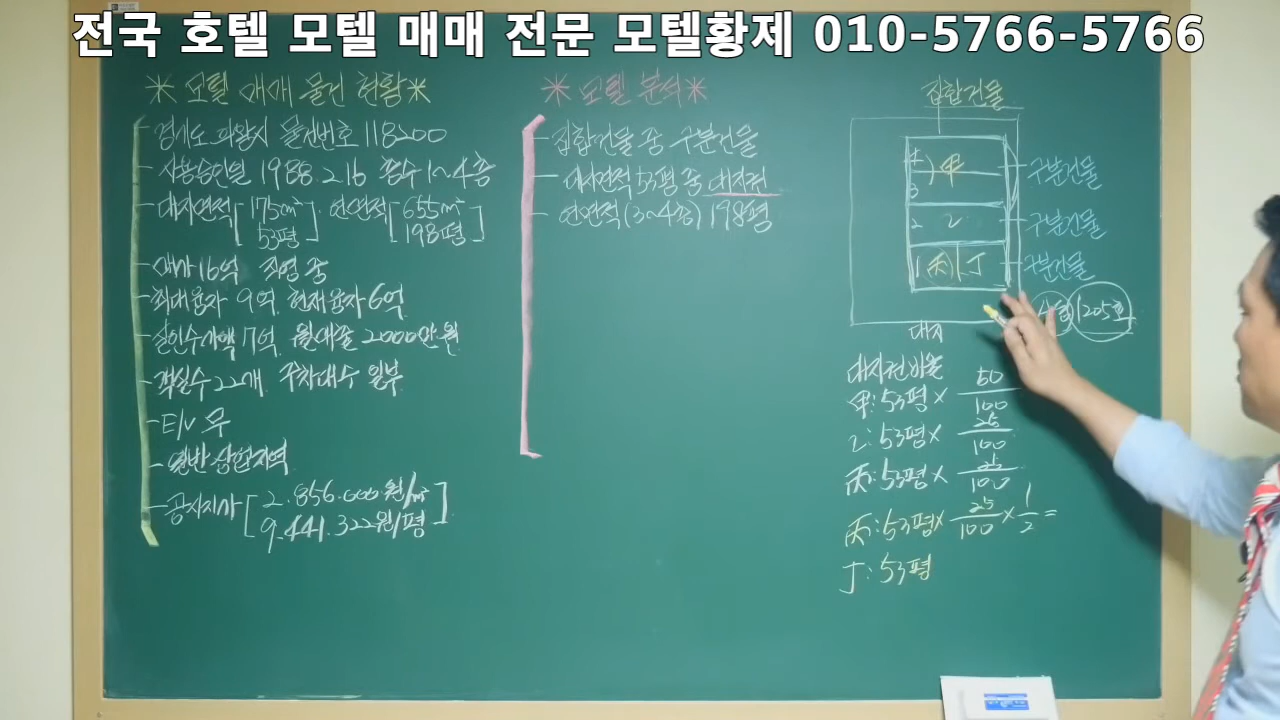 전국 호텔 모텔 매매 전문 모텔황제 010-5766-5766
※ 모텔 매매 물건 현황 ※
경기도 의왕시 물건번호 118200
사용승인일 1988.2.16 층수 1~4층
대지면적 [175m² 53평]. 연면적 [655m² 198평]
매가 16억 직영 중
최대융자 9억 현재융자 6억
실인수가액 7억 월매출 2000만원
객실수 22개. 주차대수 일부
E/V 무
일반상업지역
공시지가 [2.856.000원/m² 9.441.322원/평]
※ 모텔 분석 ※
집합건물 중 구분건물
대지면적 53평 중 대지권
연면적 (3~4층) 198평
집합건물
4 甲 구분건물
3
2 乙 구분건물
1 丙 丁 구분건물
1205호
대지
대지권비율
甲: 53평 × 50/100
乙: 53평 × 25/100
丙: 53평 × 25/100
丙: 53평 × 25/100 × 1/2 =
丁: 53평